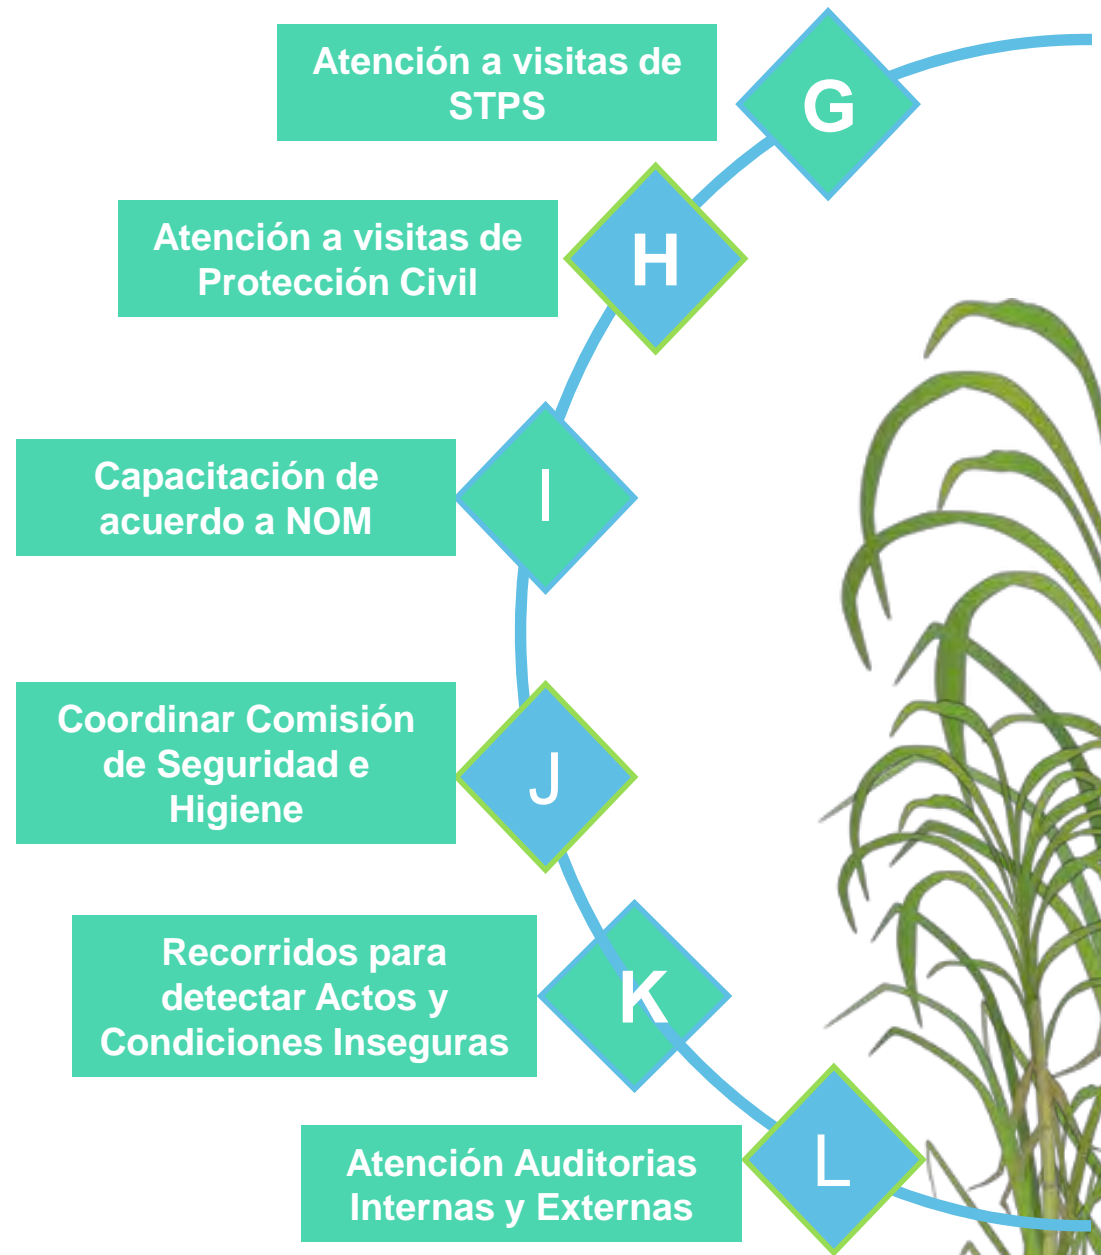 Atención a visitas de
STPS
G
Atención a visitas de
Protección Civil
H
Capacitación de
acuerdo a NOM
I
Coordinar Comisión
de Seguridad e
Higiene
J
Recorridos para
detectar Actos y
Condiciones Inseguras
K
Atención Auditorias
Internas y Externas
L